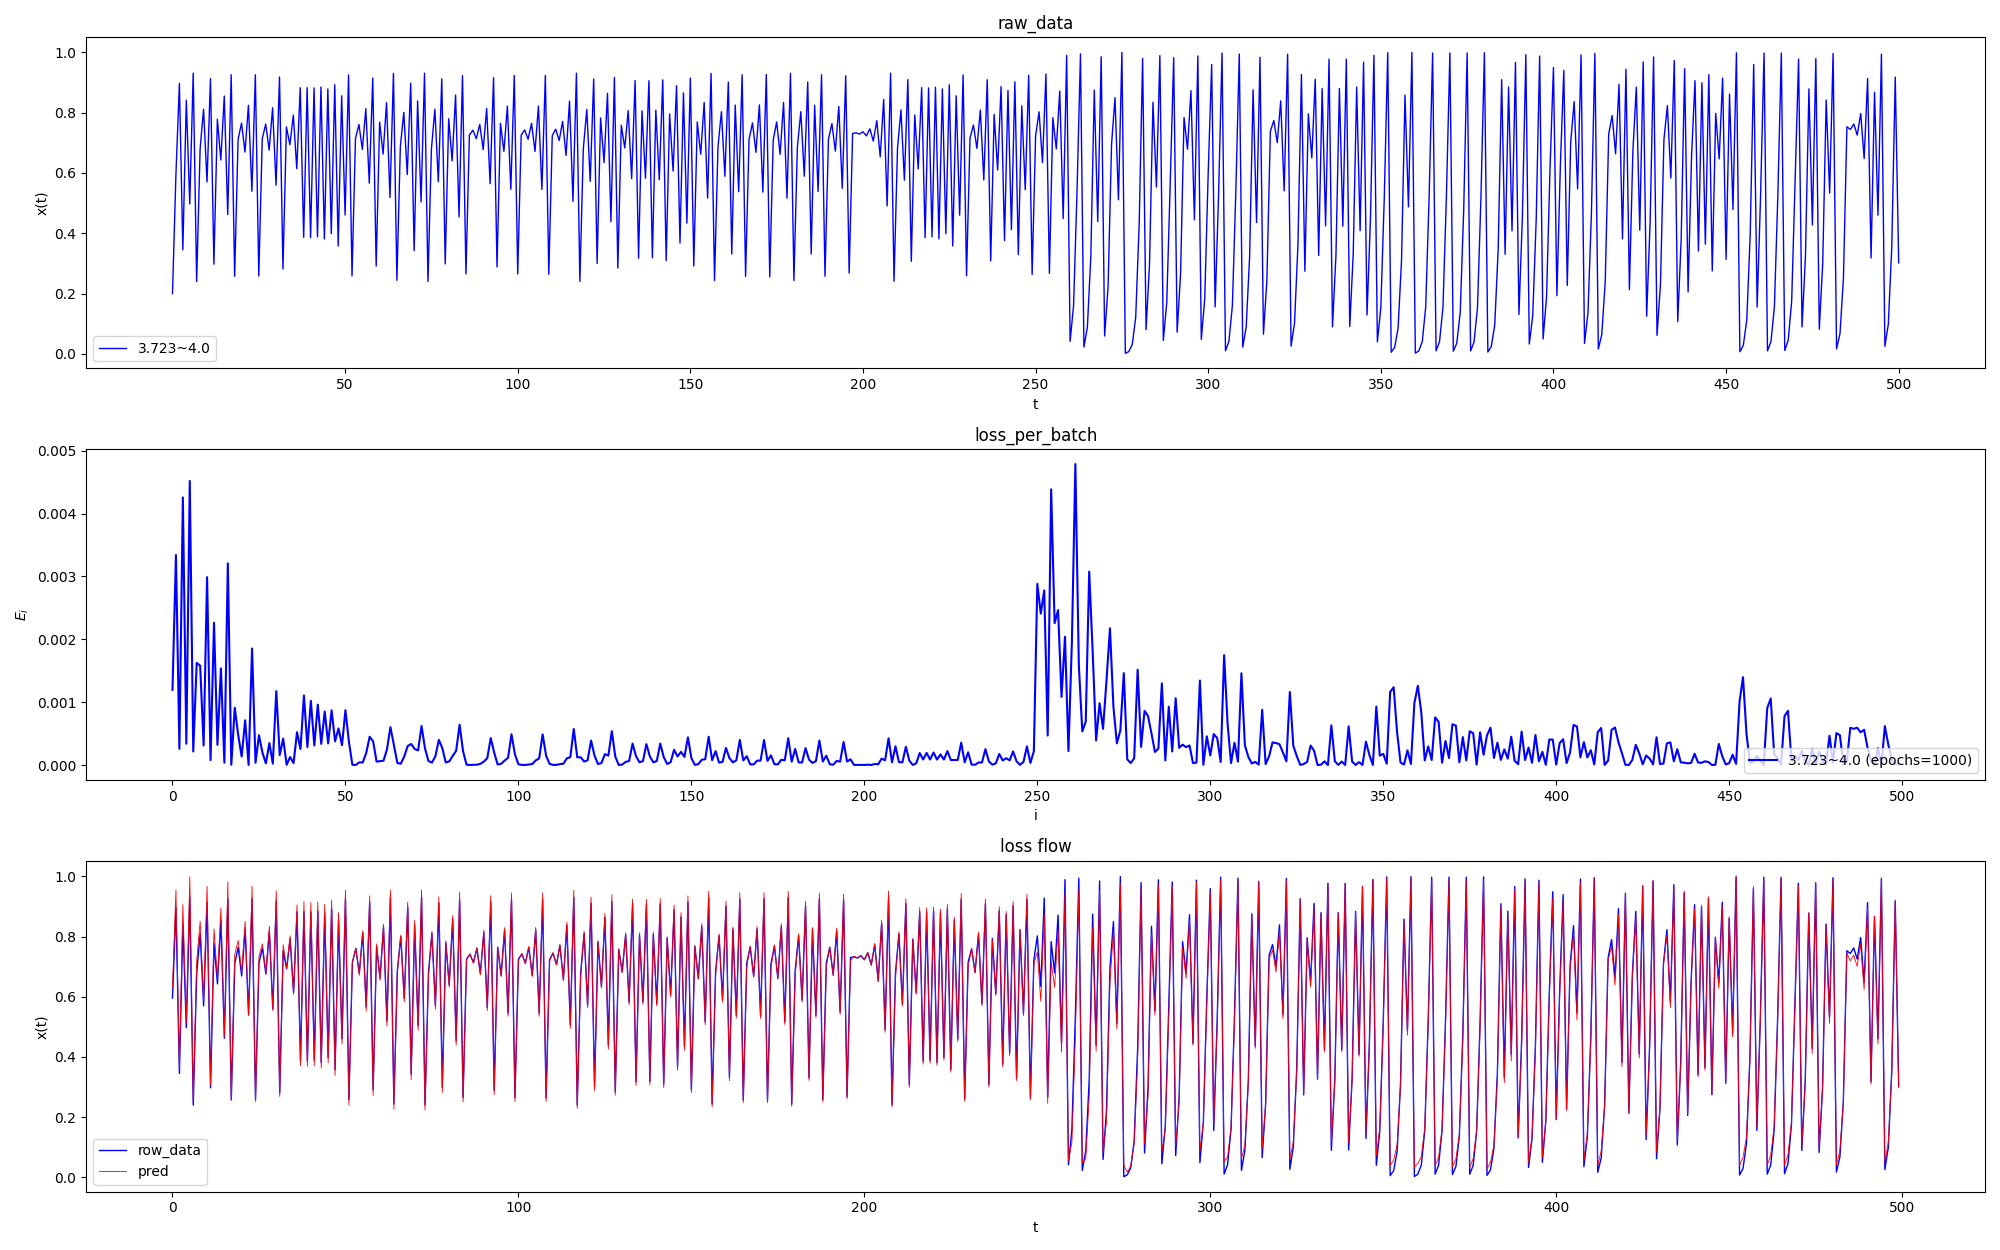 raw_data
1.0
0.8
0.6
0.4
0.2
0.0
x(t)
3.723~4.0
50 100 150 200 250 300 350 400 450 500
t
loss_per_batch
0.005
0.004
0.003
0.002
0.001
0.000
E_i
3.723~4.0 (epochs=1000)
0 50 100 150 200 250 300 350 400 450 500
i
loss flow
1.0
0.8
0.6
0.4
0.2
0.0
x(t)
row_data
pred
0 100 200 300 400 500
t